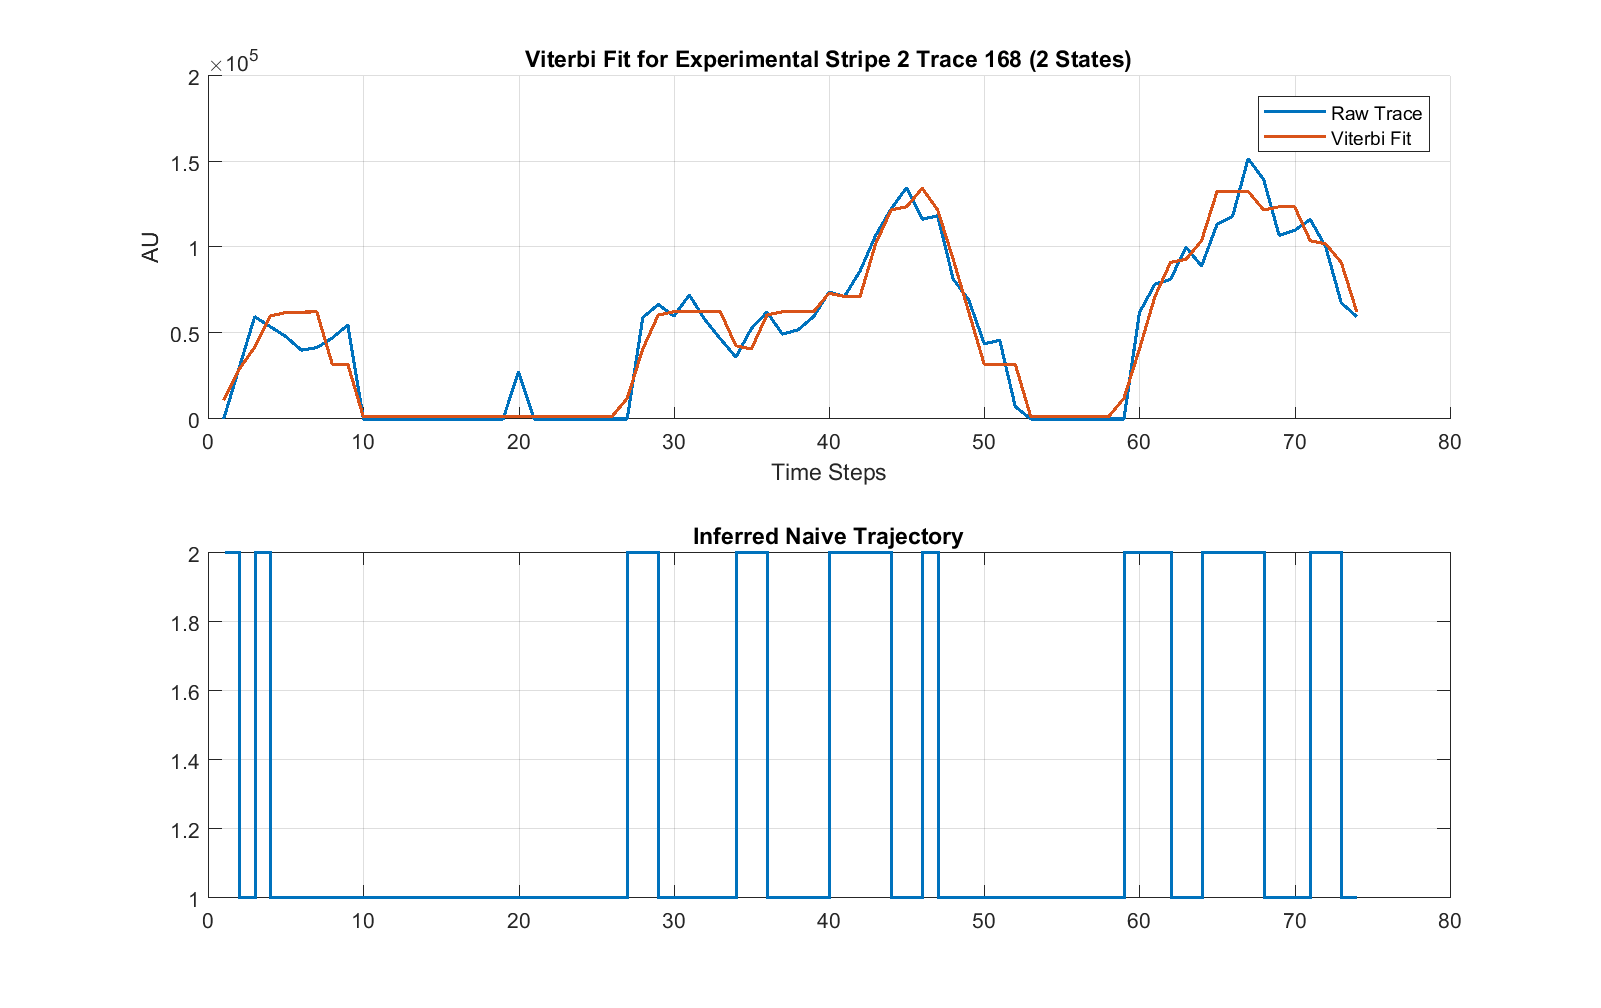 Viterbi Fit for Experimental Stripe 2 Trace 168 (2 States)
×10^5
2
1.5
1
0.5
0
AU
Raw Trace
Viterbi Fit
0 10 20 30 40 50 60 70 80
Time Steps
Inferred Naive Trajectory
2
1.8
1.6
1.4
1.2
1
0 10 20 30 40 50 60 70 80